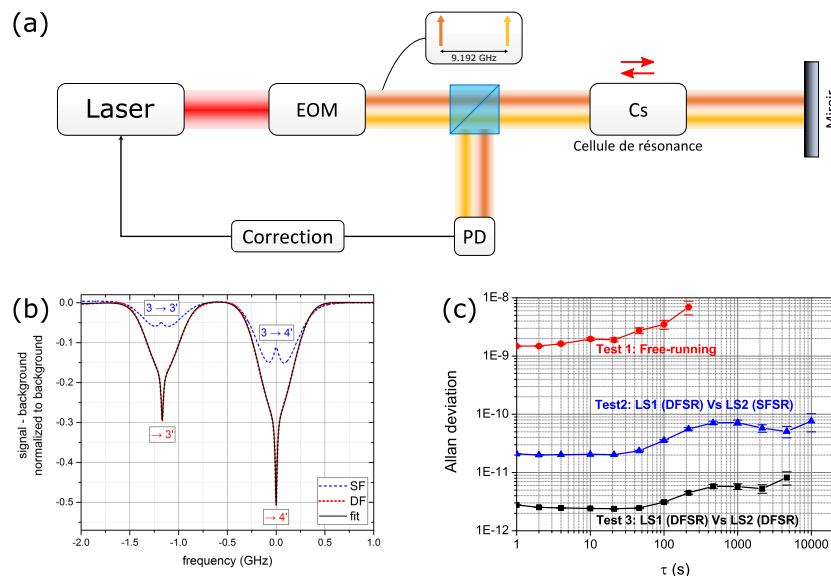 (a)
9.192 GHz
Laser
EOM
Cs
Cellule de résonance
Miroir
Correction
PD
(b)
signal - background
normalized to background
0.0
-0.1
-0.2
-0.3
-0.4
-0.5
3 → 3'
3 → 4'
→ 3'
→ 4'
SF
DF
fit
-2.0 -1.5 -1.0 -0.5 0.0 0.5 1.0
frequency (GHz)
(c)
Allan deviation
1E-8
1E-9
1E-10
1E-11
1E-12
Test 1: Free-running
Test2: LS1 (DFSR) Vs LS2 (SFSR)
Test 3: LS1 (DFSR) Vs LS2 (DFSR)
1 10 100 1000 10000
τ (s)